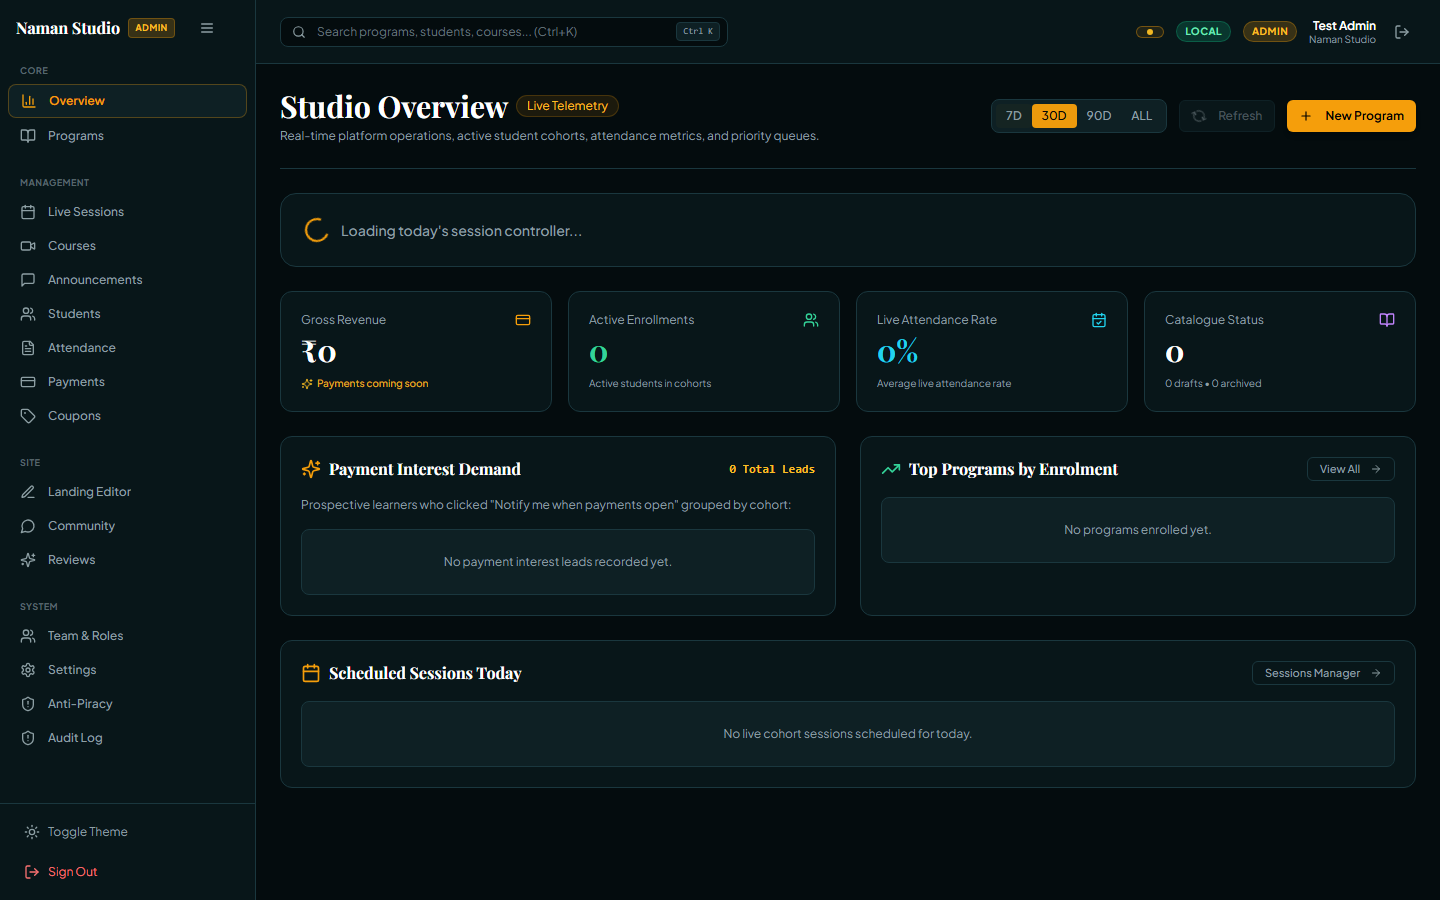 Naman Studio
ADMIN
CORE
Overview
Programs
MANAGEMENT
Live Sessions
Courses
Announcements
Students
Attendance
Payments
Coupons
SITE
Landing Editor
Community
Reviews
SYSTEM
Team & Roles
Settings
Anti-Piracy
Audit Log
Toggle Theme
Sign Out
Search programs, students, courses... (Ctrl+K)
Ctrl K
LOCAL
ADMIN
Test Admin
Naman Studio
Studio Overview
Live Telemetry
Real-time platform operations, active student cohorts, attendance metrics, and priority queues.
7D 30D 90D ALL
Refresh
New Program
Loading today's session controller...
Gross Revenue
₹0
Payments coming soon
Active Enrollments
0
Active students in cohorts
Live Attendance Rate
0%
Average live attendance rate
Catalogue Status
0
0 drafts • 0 archived
Payment Interest Demand
0 Total Leads
Prospective learners who clicked "Notify me when payments open" grouped by cohort:
No payment interest leads recorded yet.
Top Programs by Enrolment
View All
No programs enrolled yet.
Scheduled Sessions Today
Sessions Manager
No live cohort sessions scheduled for today.